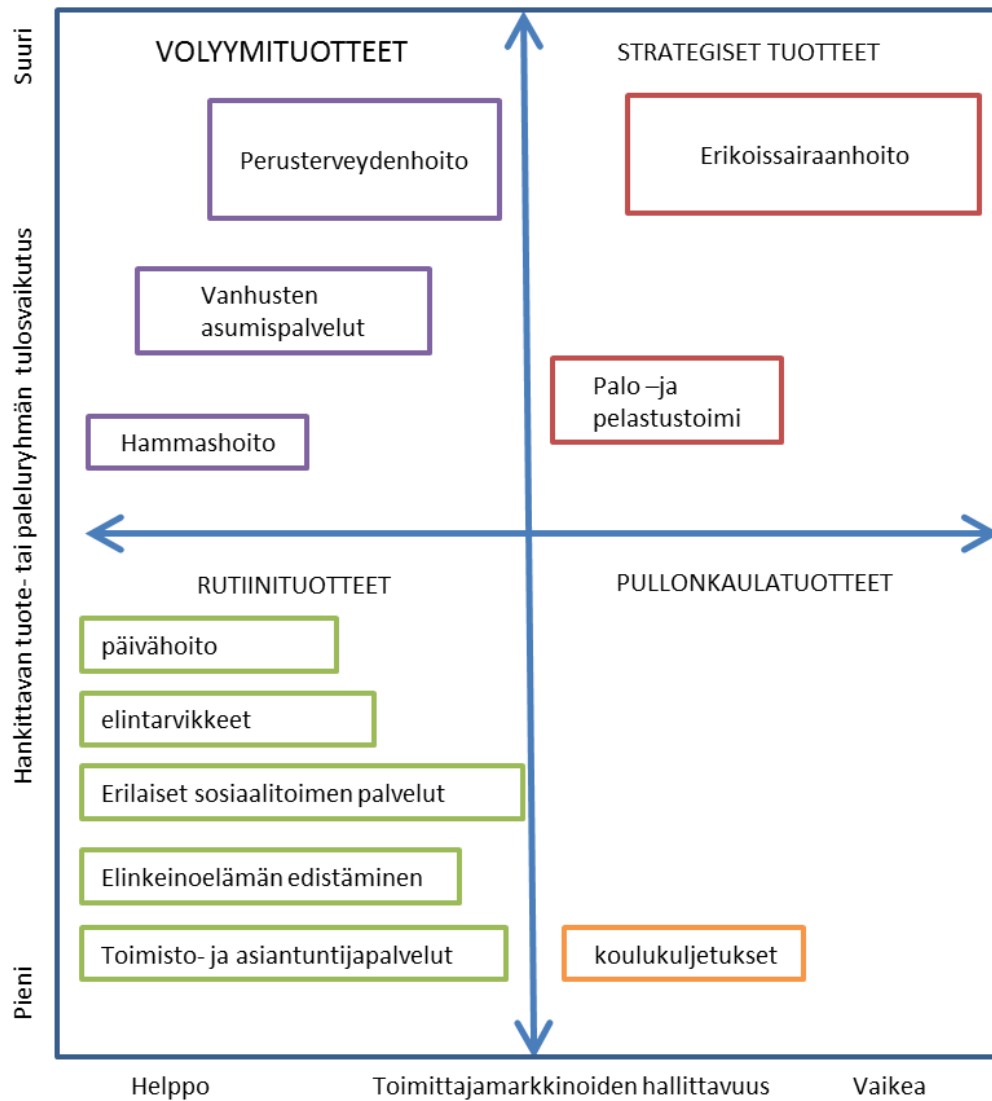 Suuri
Hankittavan tuote- tai paleluryhmän tulosvaikutus
Pieni
VOLYYMITUOTTEET
STRATEGISET TUOTTEET
Perusterveydenhoito
Erikoissairaanhoito
Vanhusten
asumispalvelut
Palo –ja
pelastustoimi
Hammashoito
RUTIINITUOTTEET
PULLONKAULATUOTTEET
päivähoito
elintarvikkeet
Erilaiset sosiaalitoimen palvelut
Elinkeinoelämän edistäminen
Toimisto- ja asiantuntijapalvelut
koulukuljetukset
Helppo
Toimittajamarkkinoiden hallittavuus
Vaikea